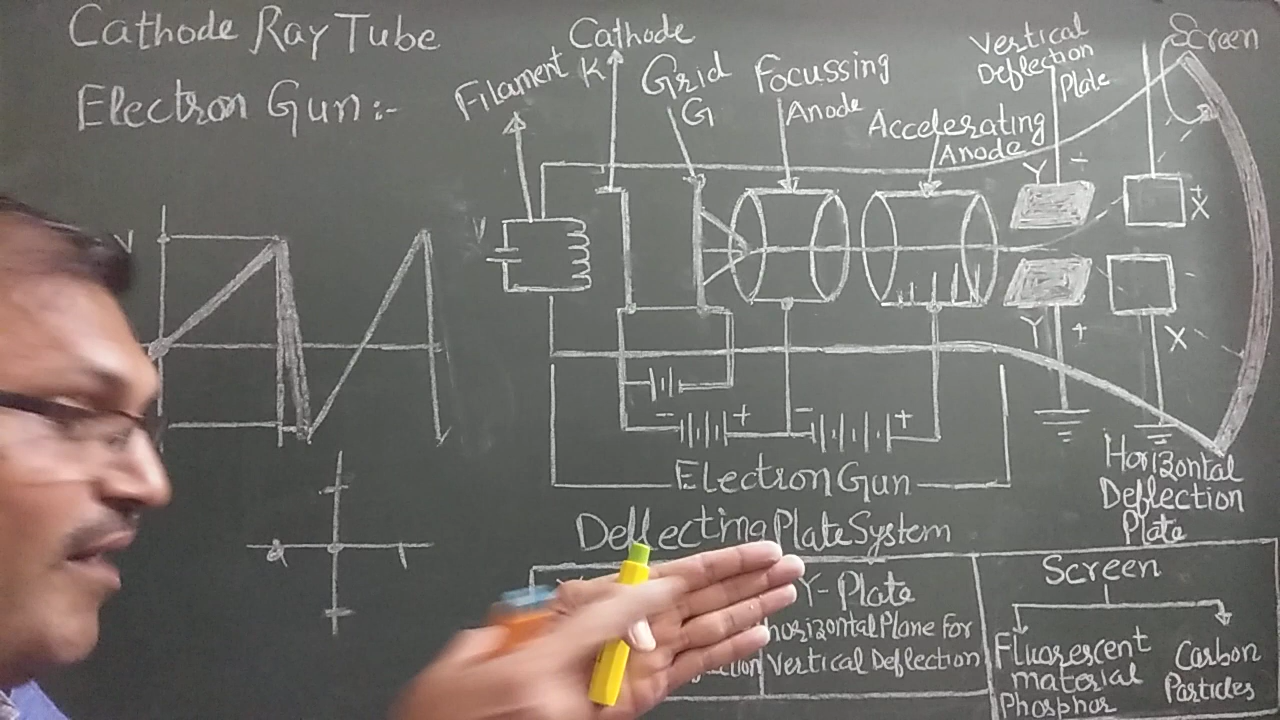 Cathode Ray Tube
Electron Gun:-
Filament
Cathode
K
Grid
G
Focussing
Anode
Accelerating
Anode
Vertical
Deflection
Plate
Screen
V
V
Y -
Y +
+
X
X
- +
- +
Electron Gun
Horizontal
Deflection
Plate
Deflecting Plate System
Y-Plate
horizontal Plane for
Vertical Deflection
Screen
Fluorescent
material
Phosphor
Carbon
Particles